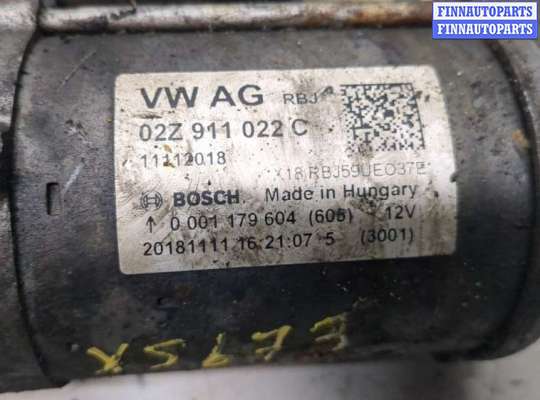 FINNAUTOPARTS
FINNAUTOPARTS
VW AG RBJ
02Z 911 022 C
11112018
X18 RBJ59UEO37E
BOSCH Made in Hungary
↑ 0 001 179 604 (605) 12V
20181111 16:21:07 5 (3001)